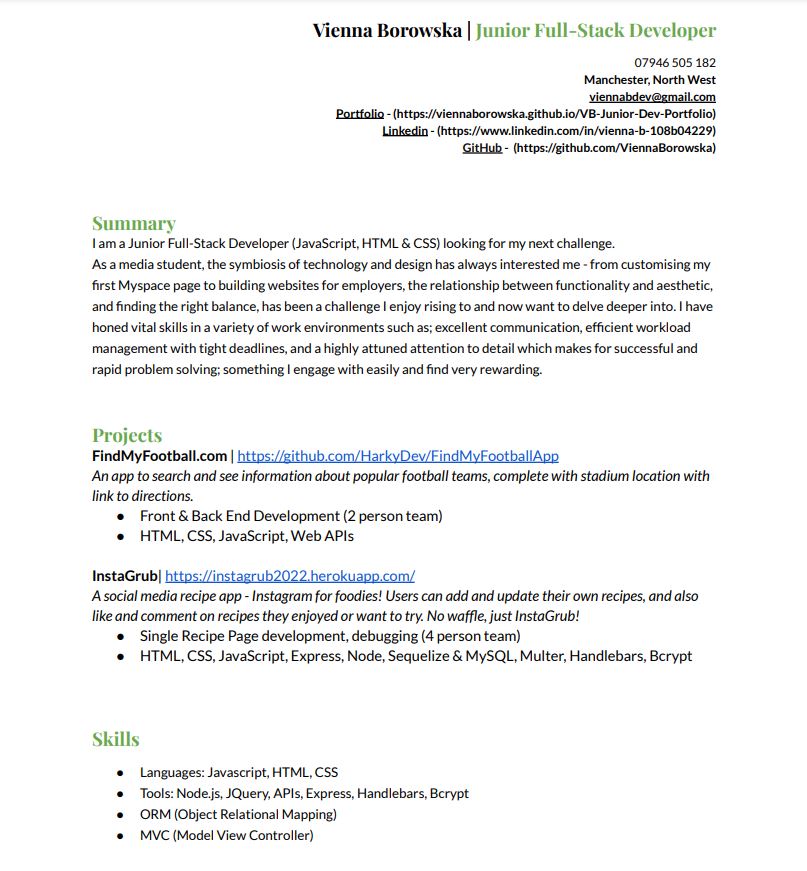 Vienna Borowska | Junior Full-Stack Developer
07946 505 182
Manchester, North West
viennabdev@gmail.com
Portfolio - (https://viennaborowska.github.io/VB-Junior-Dev-Portfolio)
Linkedin - (https://www.linkedin.com/in/vienna-b-108b04229)
GitHub - (https://github.com/ViennaBorowska)
Summary
I am a Junior Full-Stack Developer (JavaScript, HTML & CSS) looking for my next challenge.
As a media student, the symbiosis of technology and design has always interested me - from customising my
first Myspace page to building websites for employers, the relationship between functionality and aesthetic,
and finding the right balance, has been a challenge I enjoy rising to and now want to delve deeper into. I have
honed vital skills in a variety of work environments such as; excellent communication, efficient workload
management with tight deadlines, and a highly attuned attention to detail which makes for successful and
rapid problem solving; something I engage with easily and find very rewarding.
Projects
FindMyFootball.com | https://github.com/HarkyDev/FindMyFootballApp
An app to search and see information about popular football teams, complete with stadium location with
link to directions.
● Front & Back End Development (2 person team)
● HTML, CSS, JavaScript, Web APIs
InstaGrub| https://instagrub2022.herokuapp.com/
A social media recipe app - Instagram for foodies! Users can add and update their own recipes, and also
like and comment on recipes they enjoyed or want to try. No waffle, just InstaGrub!
● Single Recipe Page development, debugging (4 person team)
● HTML, CSS, JavaScript, Express, Node, Sequelize & MySQL, Multer, Handlebars, Bcrypt
Skills
● Languages: Javascript, HTML, CSS
● Tools: Node.js, JQuery, APIs, Express, Handlebars, Bcrypt
● ORM (Object Relational Mapping)
● MVC (Model View Controller)